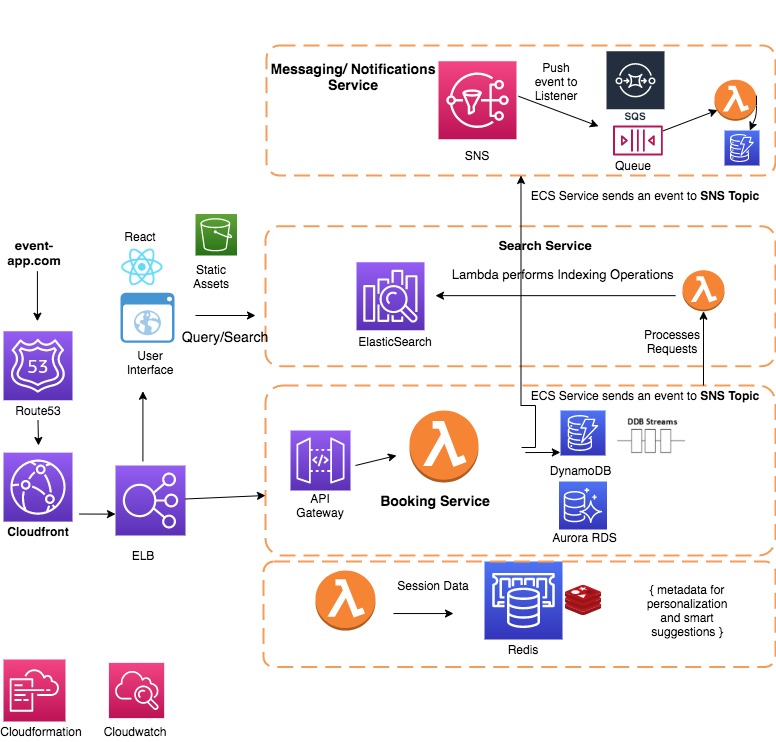 Messaging/ Notifications
Service
SNS
Push
event to
Listener
SQS
Queue
ECS Service sends an event to SNS Topic
event-
app.com
React
Static
Assets
User
Interface
Query/Search
Search Service
Lambda performs Indexing Operations
ElasticSearch
Processes
Requests
53
Route53
ECS Service sends an event to SNS Topic
API
Gateway
Booking Service
DynamoDB
DDB Streams
Aurora RDS
Cloudfront
ELB
Session Data
Redis
{ metadata for
personalization
and smart
suggestions }
Cloudformation
Cloudwatch